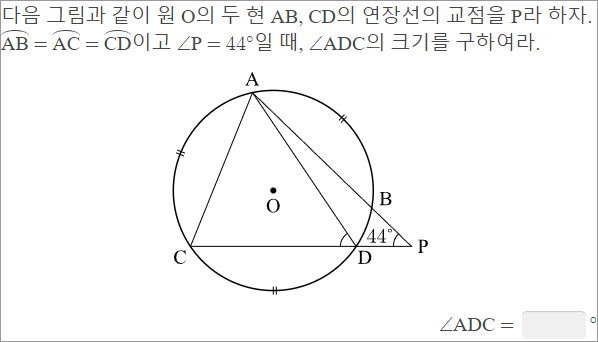 다음 그림과 같이 원 O의 두 현 AB, CD의 연장선의 교점을 P라 하자.
⌒AB = ⌒AC = ⌒CD이고 ∠P = 44°일 때, ∠ADC의 크기를 구하여라.
A
B
O
44°
P
C
D
∠ADC = °